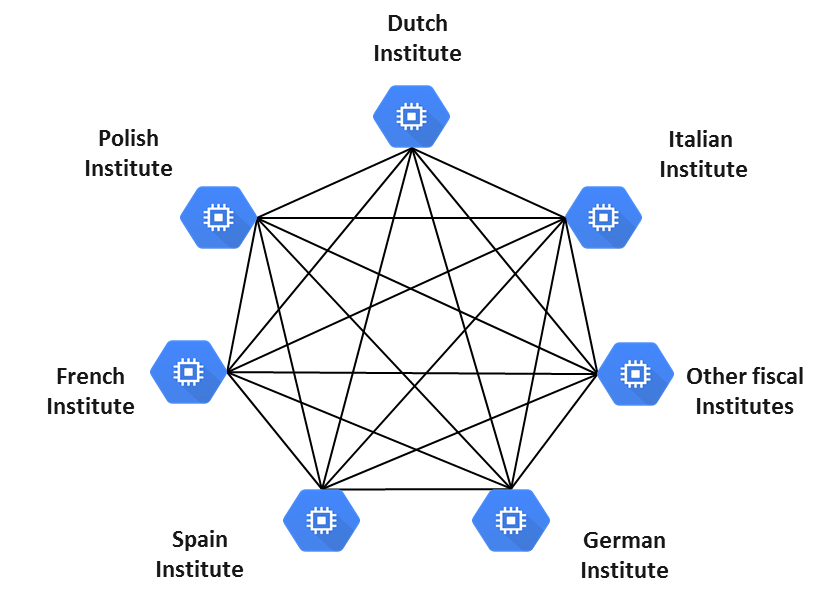 Dutch
Institute
Polish
Institute
Italian
Institute
French
Institute
Other fiscal
Institutes
Spain
Institute
German
Institute